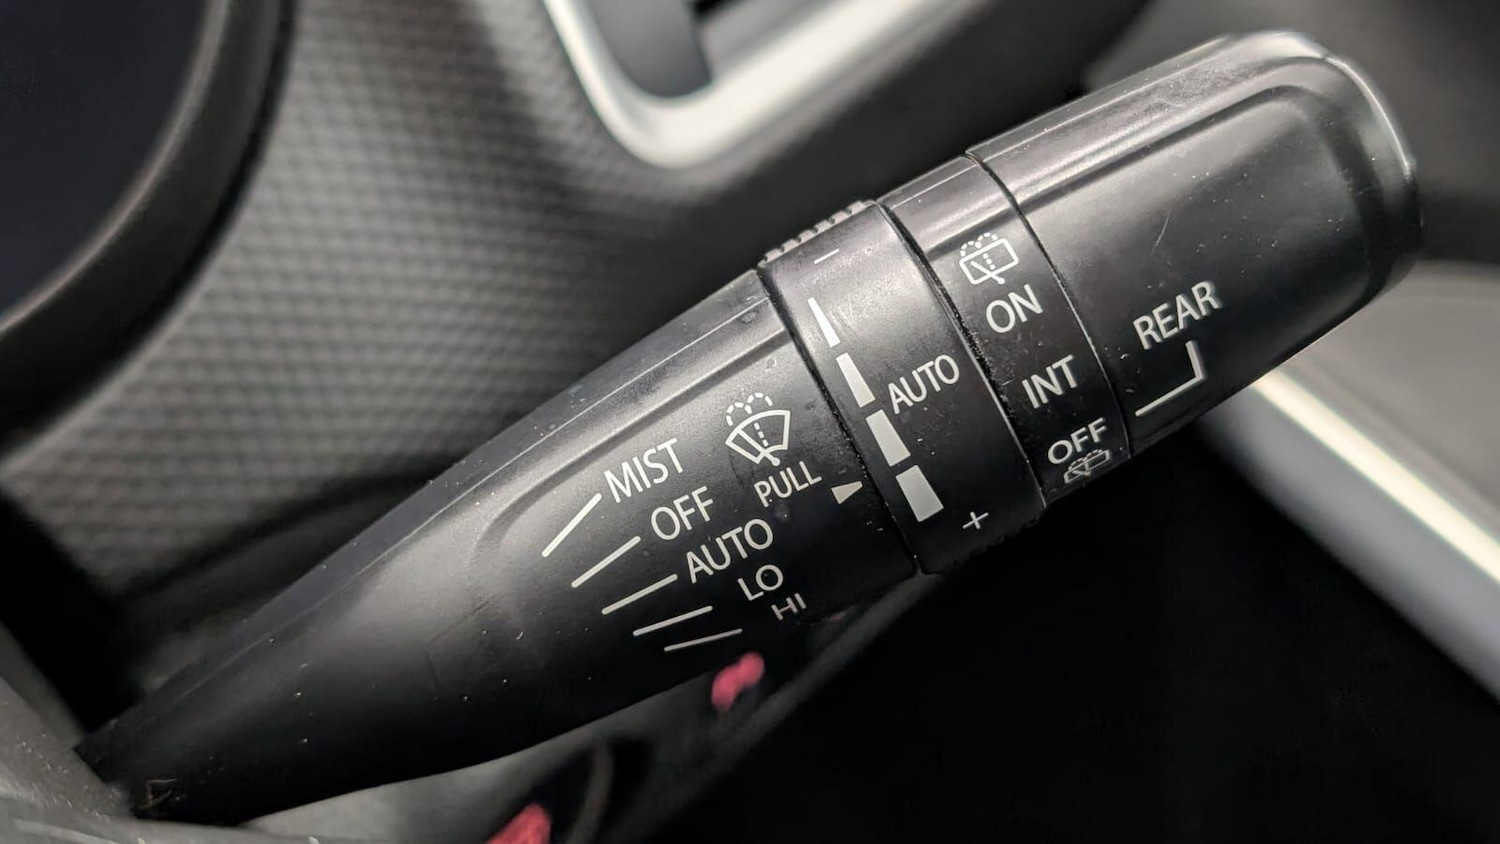 MIST
OFF
AUTO
LO
HI
PULL
−
AUTO
+
ON
INT
OFF
REAR